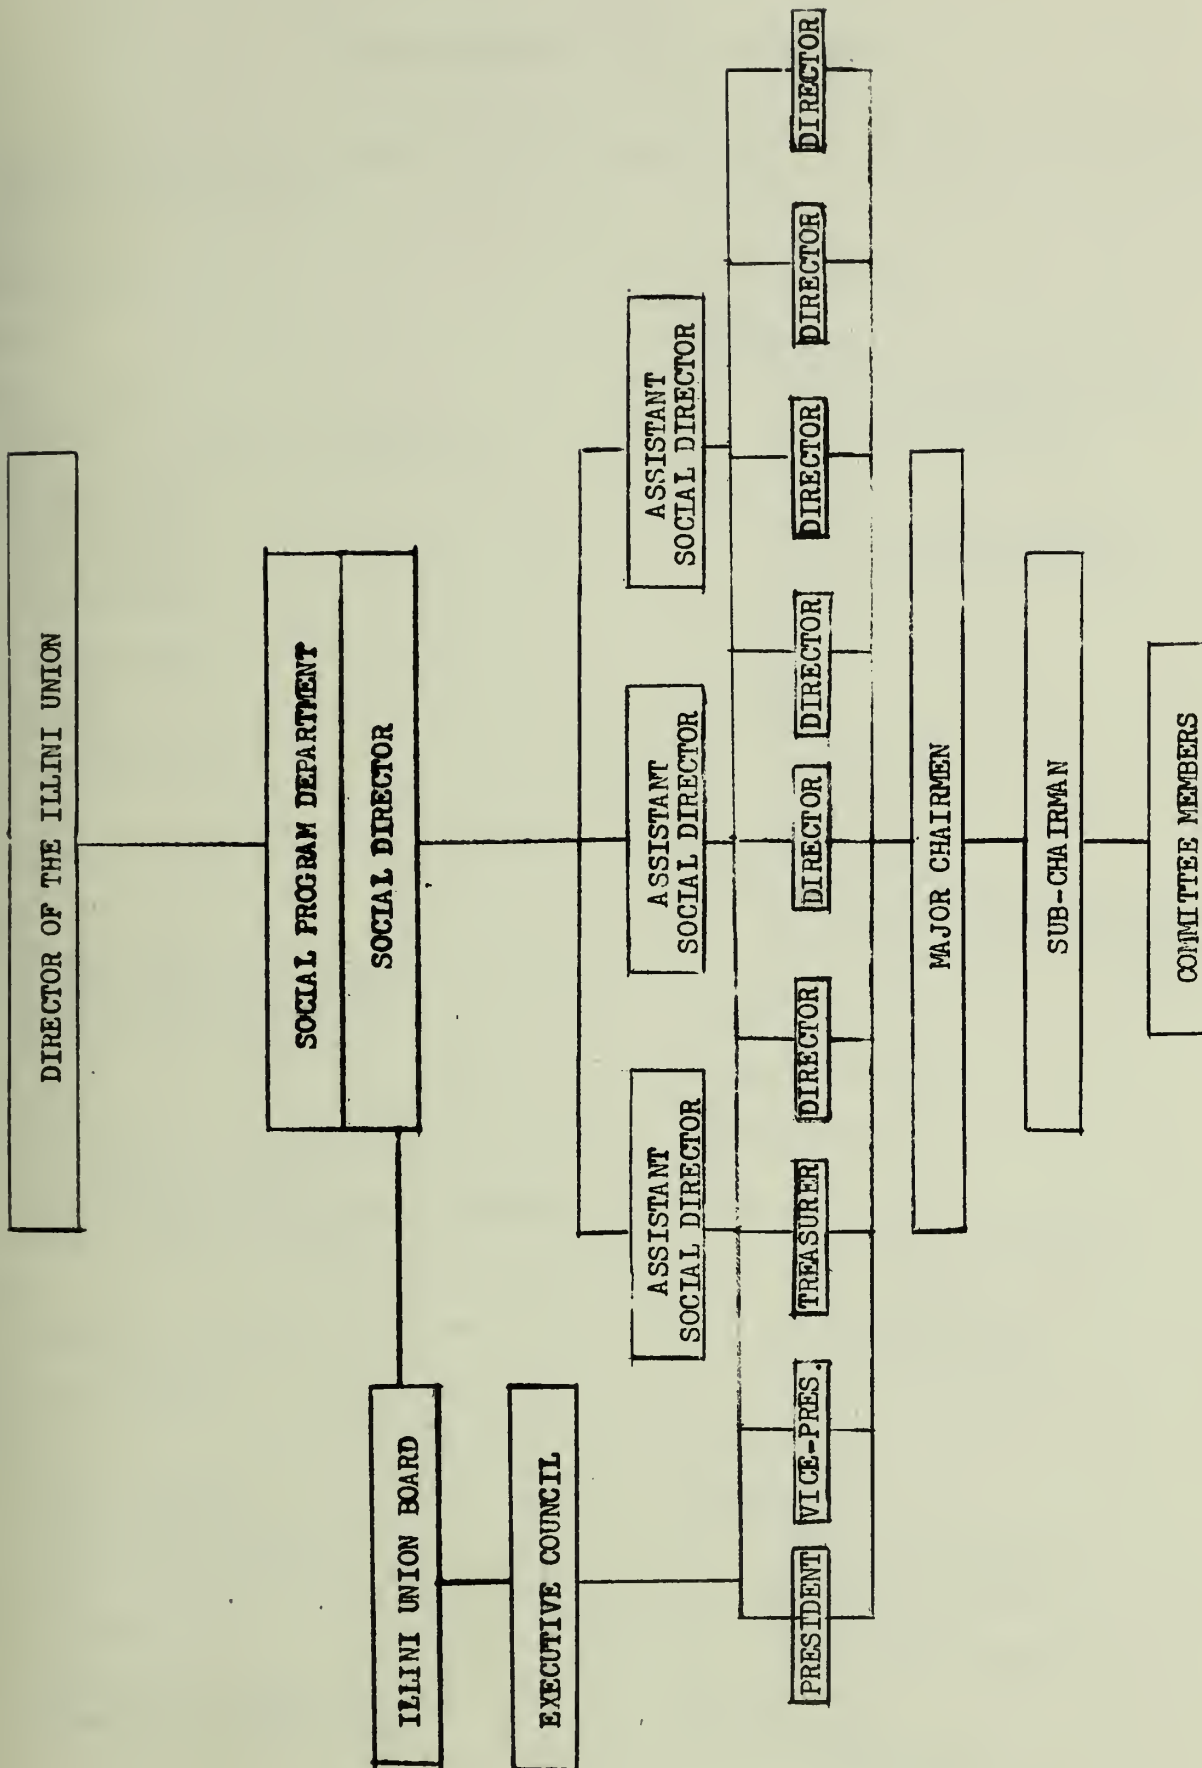 DIRECTOR OF THE ILLINI UNION
SOCIAL PROGRAM DEPARTMENT
SOCIAL DIRECTOR
ILLINI UNION BOARD
EXECUTIVE COUNCIL
ASSISTANT
SOCIAL DIRECTOR
ASSISTANT
SOCIAL DIRECTOR
ASSISTANT
SOCIAL DIRECTOR
PRESIDENT
VICE-PRES.
TREASURER
DIRECTOR
DIRECTOR
DIRECTOR
DIRECTOR
DIRECTOR
DIRECTOR
MAJOR CHAIRMEN
SUB-CHAIRMAN
COMMITTEE MEMBERS